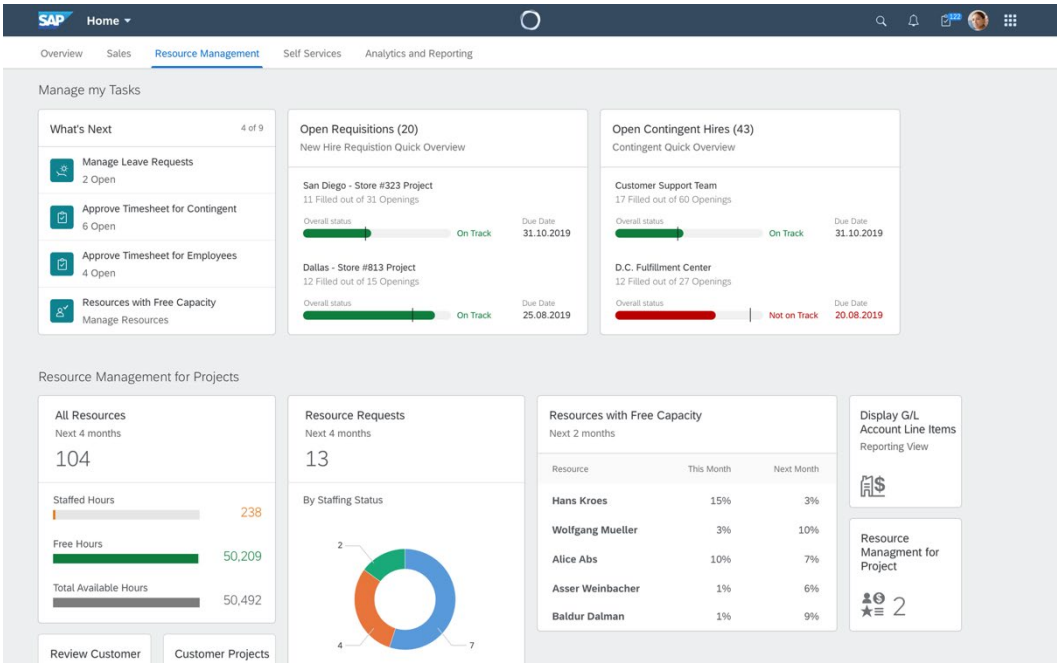 SAP Home
122
Overview Sales Resource Management Self Services Analytics and Reporting
Manage my Tasks
What's Next 4 of 9
Manage Leave Requests
2 Open
Approve Timesheet for Contingent
6 Open
Approve Timesheet for Employees
4 Open
Resources with Free Capacity
Manage Resources
Open Requisitions (20)
New Hire Requistion Quick Overview
San Diego - Store #323 Project
11 Filled out of 31 Openings
Overall status Due Date
On Track 31.10.2019
Dallas - Store #813 Project
12 Filled out of 15 Openings
Overall status Due Date
On Track 25.08.2019
Open Contingent Hires (43)
Contingent Quick Overview
Customer Support Team
17 Filled out of 60 Openings
Overall status Due Date
On Track 31.10.2019
D.C. Fulfillment Center
12 Filled out of 27 Openings
Overall status Due Date
Not on Track 20.08.2019
Resource Management for Projects
All Resources
Next 4 months
104
Staffed Hours
238
Free Hours
50,209
Total Available Hours
50,492
Resource Requests
Next 4 months
13
By Staffing Status
2
4 7
Resources with Free Capacity
Next 2 months
Resource This Month Next Month
Hans Kroes 15% 3%
Wolfgang Mueller 3% 10%
Alice Abs 10% 7%
Asser Weinbacher 1% 6%
Baldur Dalman 1% 9%
Display G/L
Account Line Items
Reporting View
$
Resource
Managment for
Project
2
Review Customer
Customer Projects